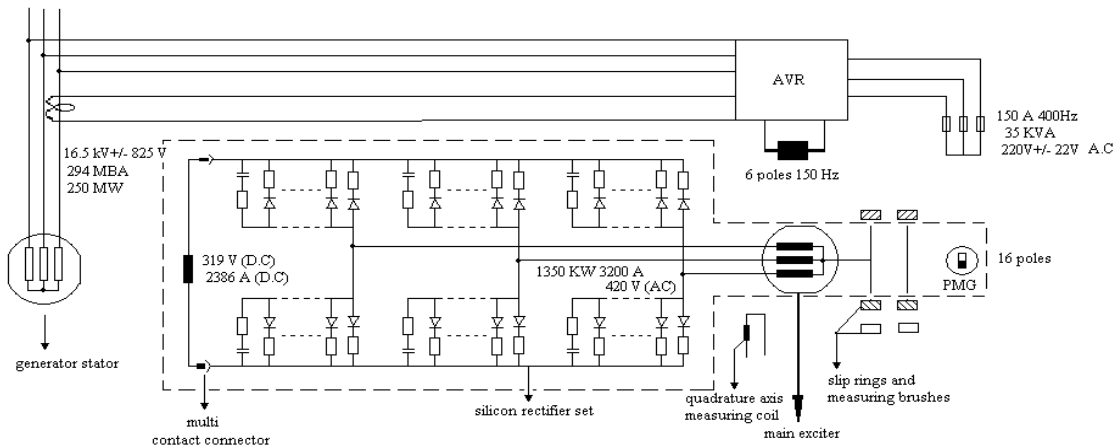 AVR
150 A 400Hz
35 KVA
220V+/- 22V A.C
16.5 kV+/- 825 V
294 MBA
250 MW
6 poles 150 Hz
319 V (D.C)
2386 A (D.C)
1350 KW 3200 A
420 V (AC)
16 poles
PMG
generator stator
multi
contact connector
silicon rectifier set
quadrature axis
measuring coil
main exciter
slip rings and
measuring brushes